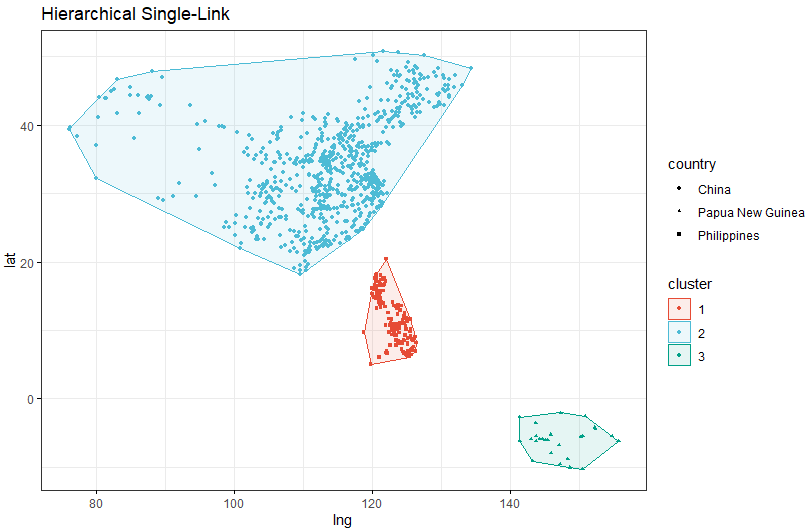 Hierarchical Single-Link
lat
40
20
0
80
100
120
140
lng
country
China
Papua New Guinea
Philippines
cluster
1
2
3